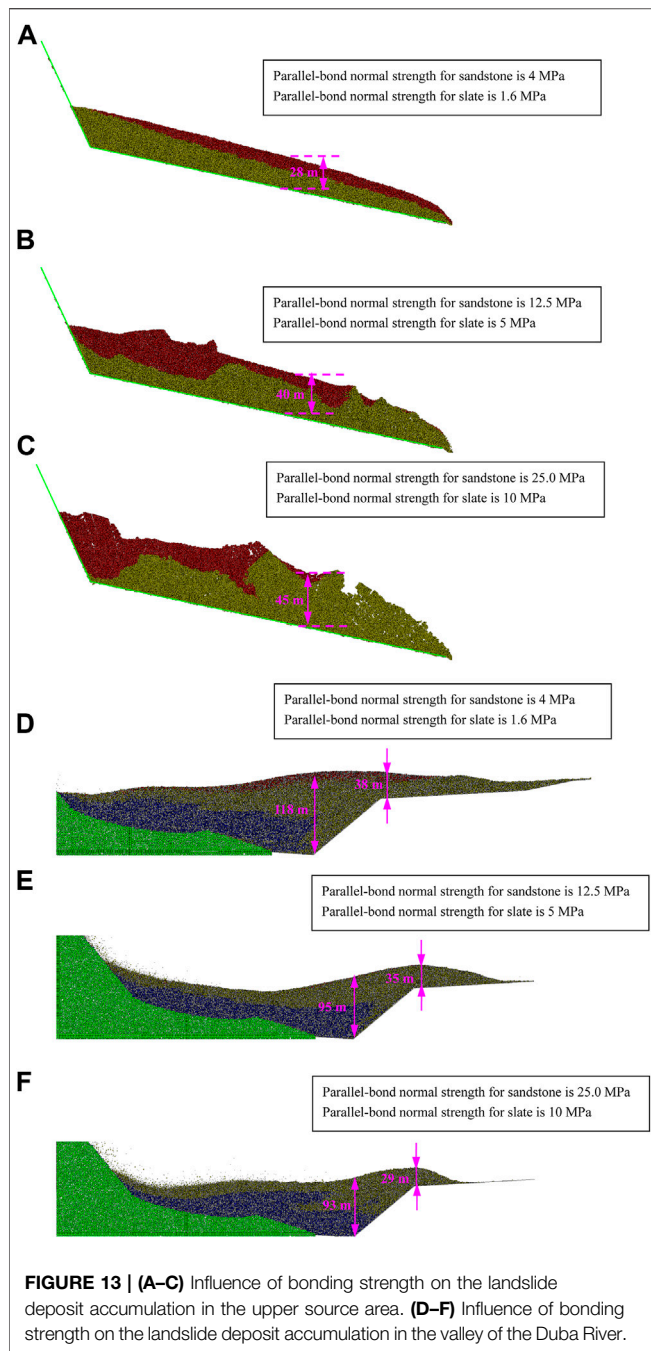 A
Parallel-bond normal strength for sandstone is 4 MPa
Parallel-bond normal strength for slate is 1.6 MPa
28 m
B
Parallel-bond normal strength for sandstone is 12.5 MPa
Parallel-bond normal strength for slate is 5 MPa
40 m
C
Parallel-bond normal strength for sandstone is 25.0 MPa
Parallel-bond normal strength for slate is 10 MPa
45 m
D
Parallel-bond normal strength for sandstone is 4 MPa
Parallel-bond normal strength for slate is 1.6 MPa
38 m
118 m
E
Parallel-bond normal strength for sandstone is 12.5 MPa
Parallel-bond normal strength for slate is 5 MPa
35 m
95 m
F
Parallel-bond normal strength for sandstone is 25.0 MPa
Parallel-bond normal strength for slate is 10 MPa
29 m
93 m
FIGURE 13 | (A–C) Influence of bonding strength on the landslide
deposit accumulation in the upper source area. (D–F) Influence of bonding
strength on the landslide deposit accumulation in the valley of the Duba River.